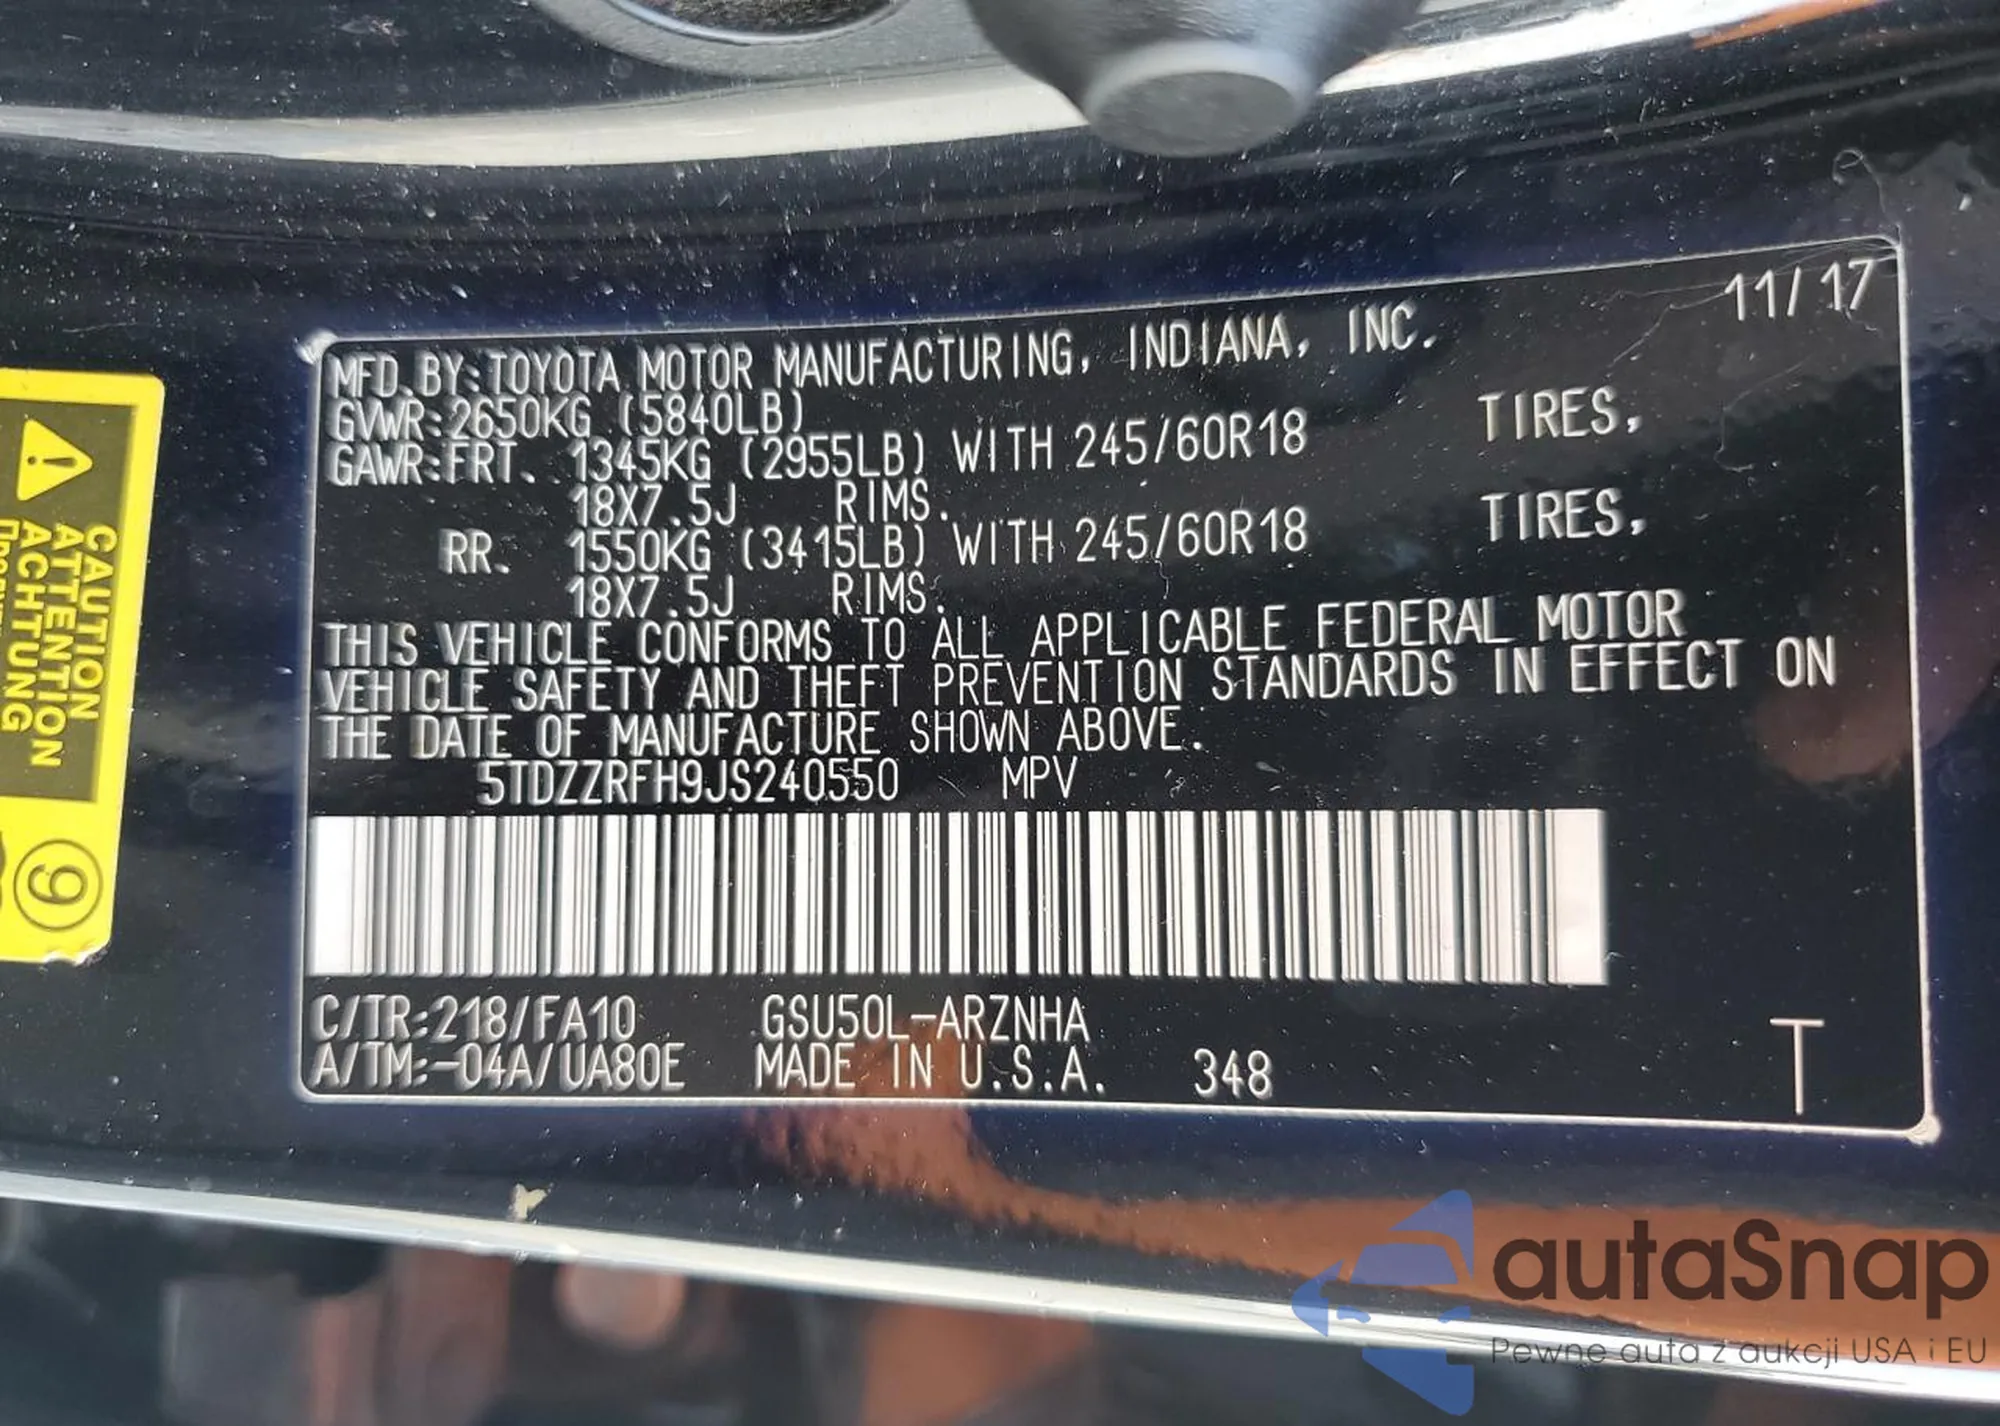 11/17
MFD.BY:TOYOTA MOTOR MANUFACTURING, INDIANA, INC.
GVWR:2650KG (5840LB)
GAWR:FRT. 1345KG (2955LB) WITH 245/60R18 TIRES,
18X7.5J RIMS.
RR. 1550KG (3415LB) WITH 245/60R18 TIRES,
18X7.5J RIMS.
THIS VEHICLE CONFORMS TO ALL APPLICABLE FEDERAL MOTOR
VEHICLE SAFETY AND THEFT PREVENTION STANDARDS IN EFFECT ON
THE DATE OF MANUFACTURE SHOWN ABOVE.
5TDZZRFH9JS240550 MPV
C/TR:218/FA10 GSU50L-ARZNHA
A/TM:-04A/UA80E MADE IN U.S.A. 348 T
CAUTION
ATTENTION
ACHTUNG
9
autaSnap
Pewne auta z aukcji USA i EU